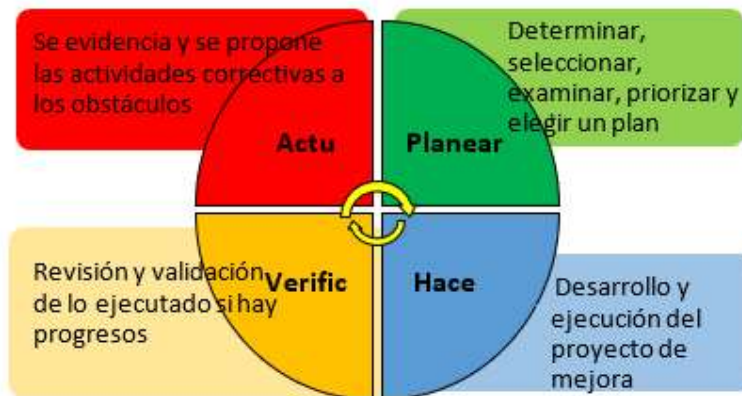 Se evidencia y se propone
las actividades correctivas a
los obstáculos
Actu
Determinar,
seleccionar,
examinar, priorizar y
elegir un plan
Planear
Revisión y validación
de lo ejecutado si hay
progresos
Verific
Hace
Desarrollo y
ejecución del
proyecto de
mejora